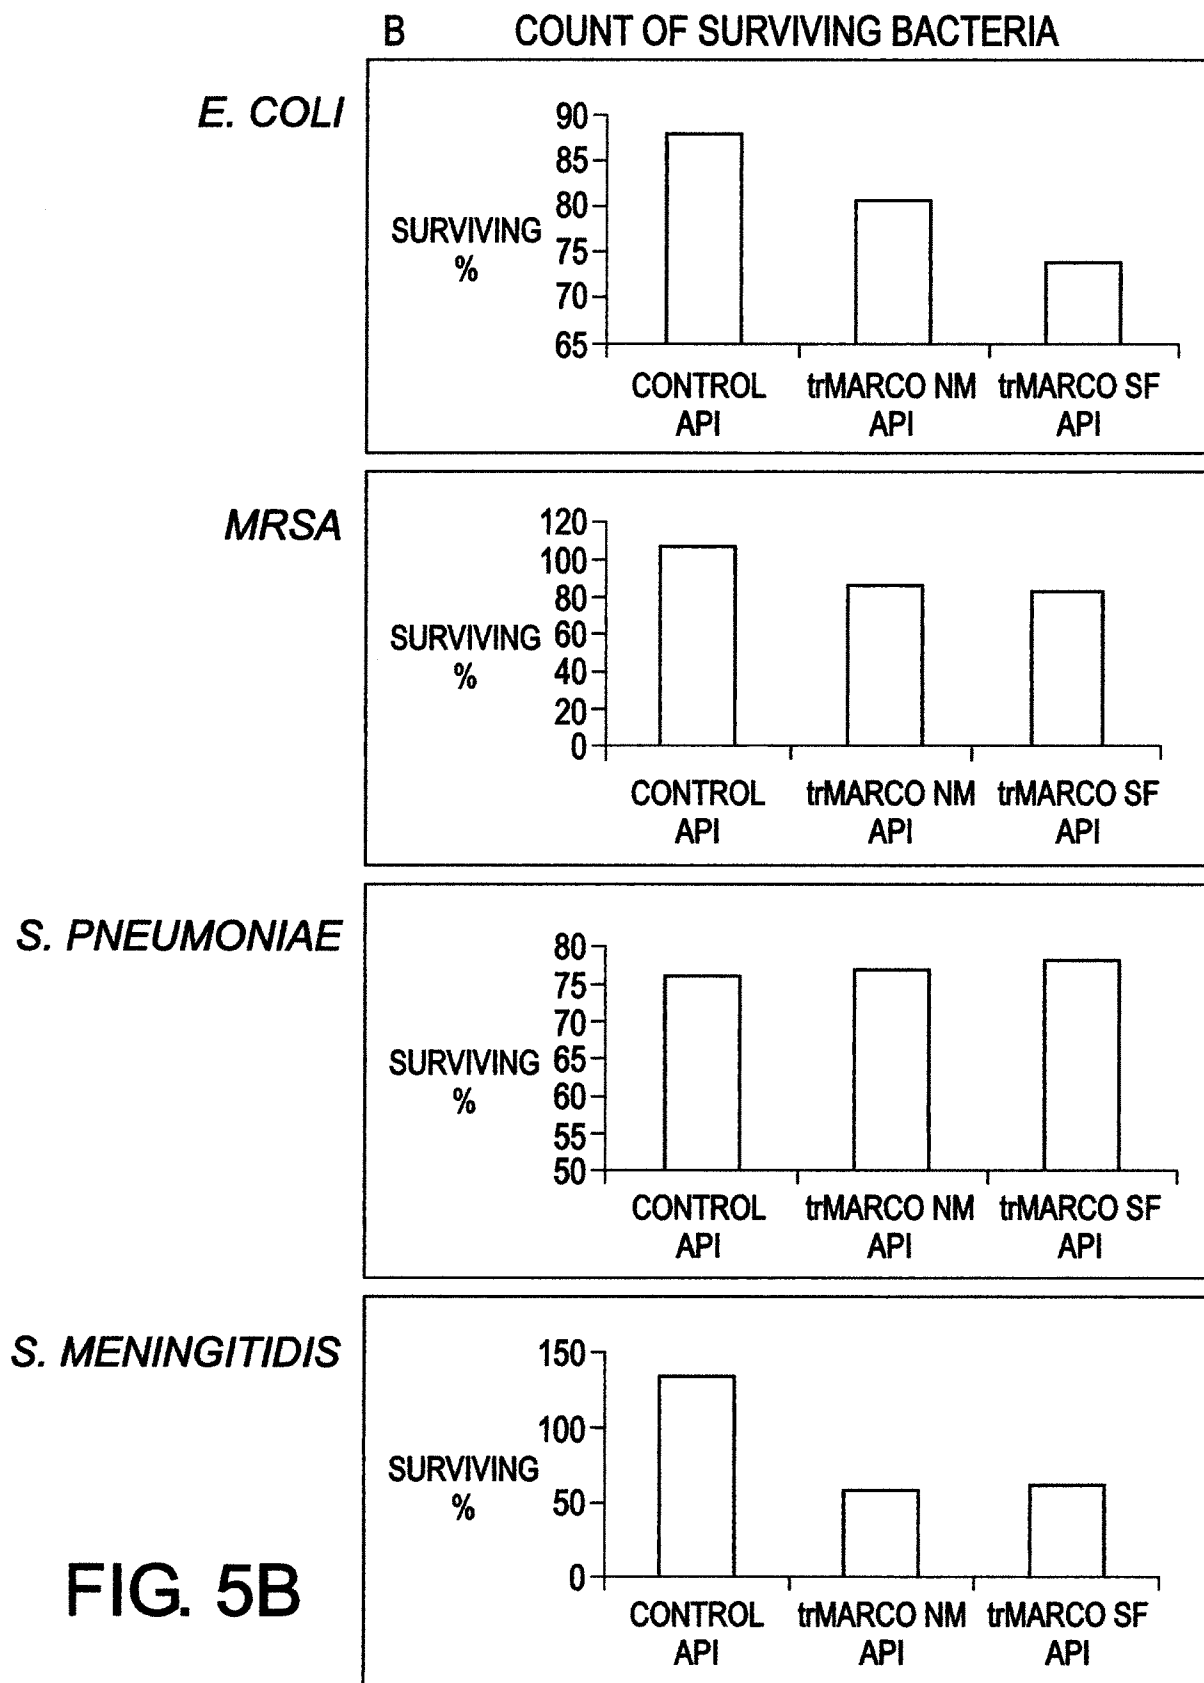 B COUNT OF SURVIVING BACTERIA
E. COLI
SURVIVING
%
90
85
80
75
70
65
CONTROL API
trMARCO NM API
trMARCO SF API
MRSA
SURVIVING
%
120
100
80
60
40
20
0
CONTROL API
trMARCO NM API
trMARCO SF API
S. PNEUMONIAE
SURVIVING
%
80
75
70
65
60
55
50
CONTROL API
trMARCO NM API
trMARCO SF API
S. MENINGITIDIS
SURVIVING
%
150
100
50
0
CONTROL API
trMARCO NM API
trMARCO SF API
FIG. 5B